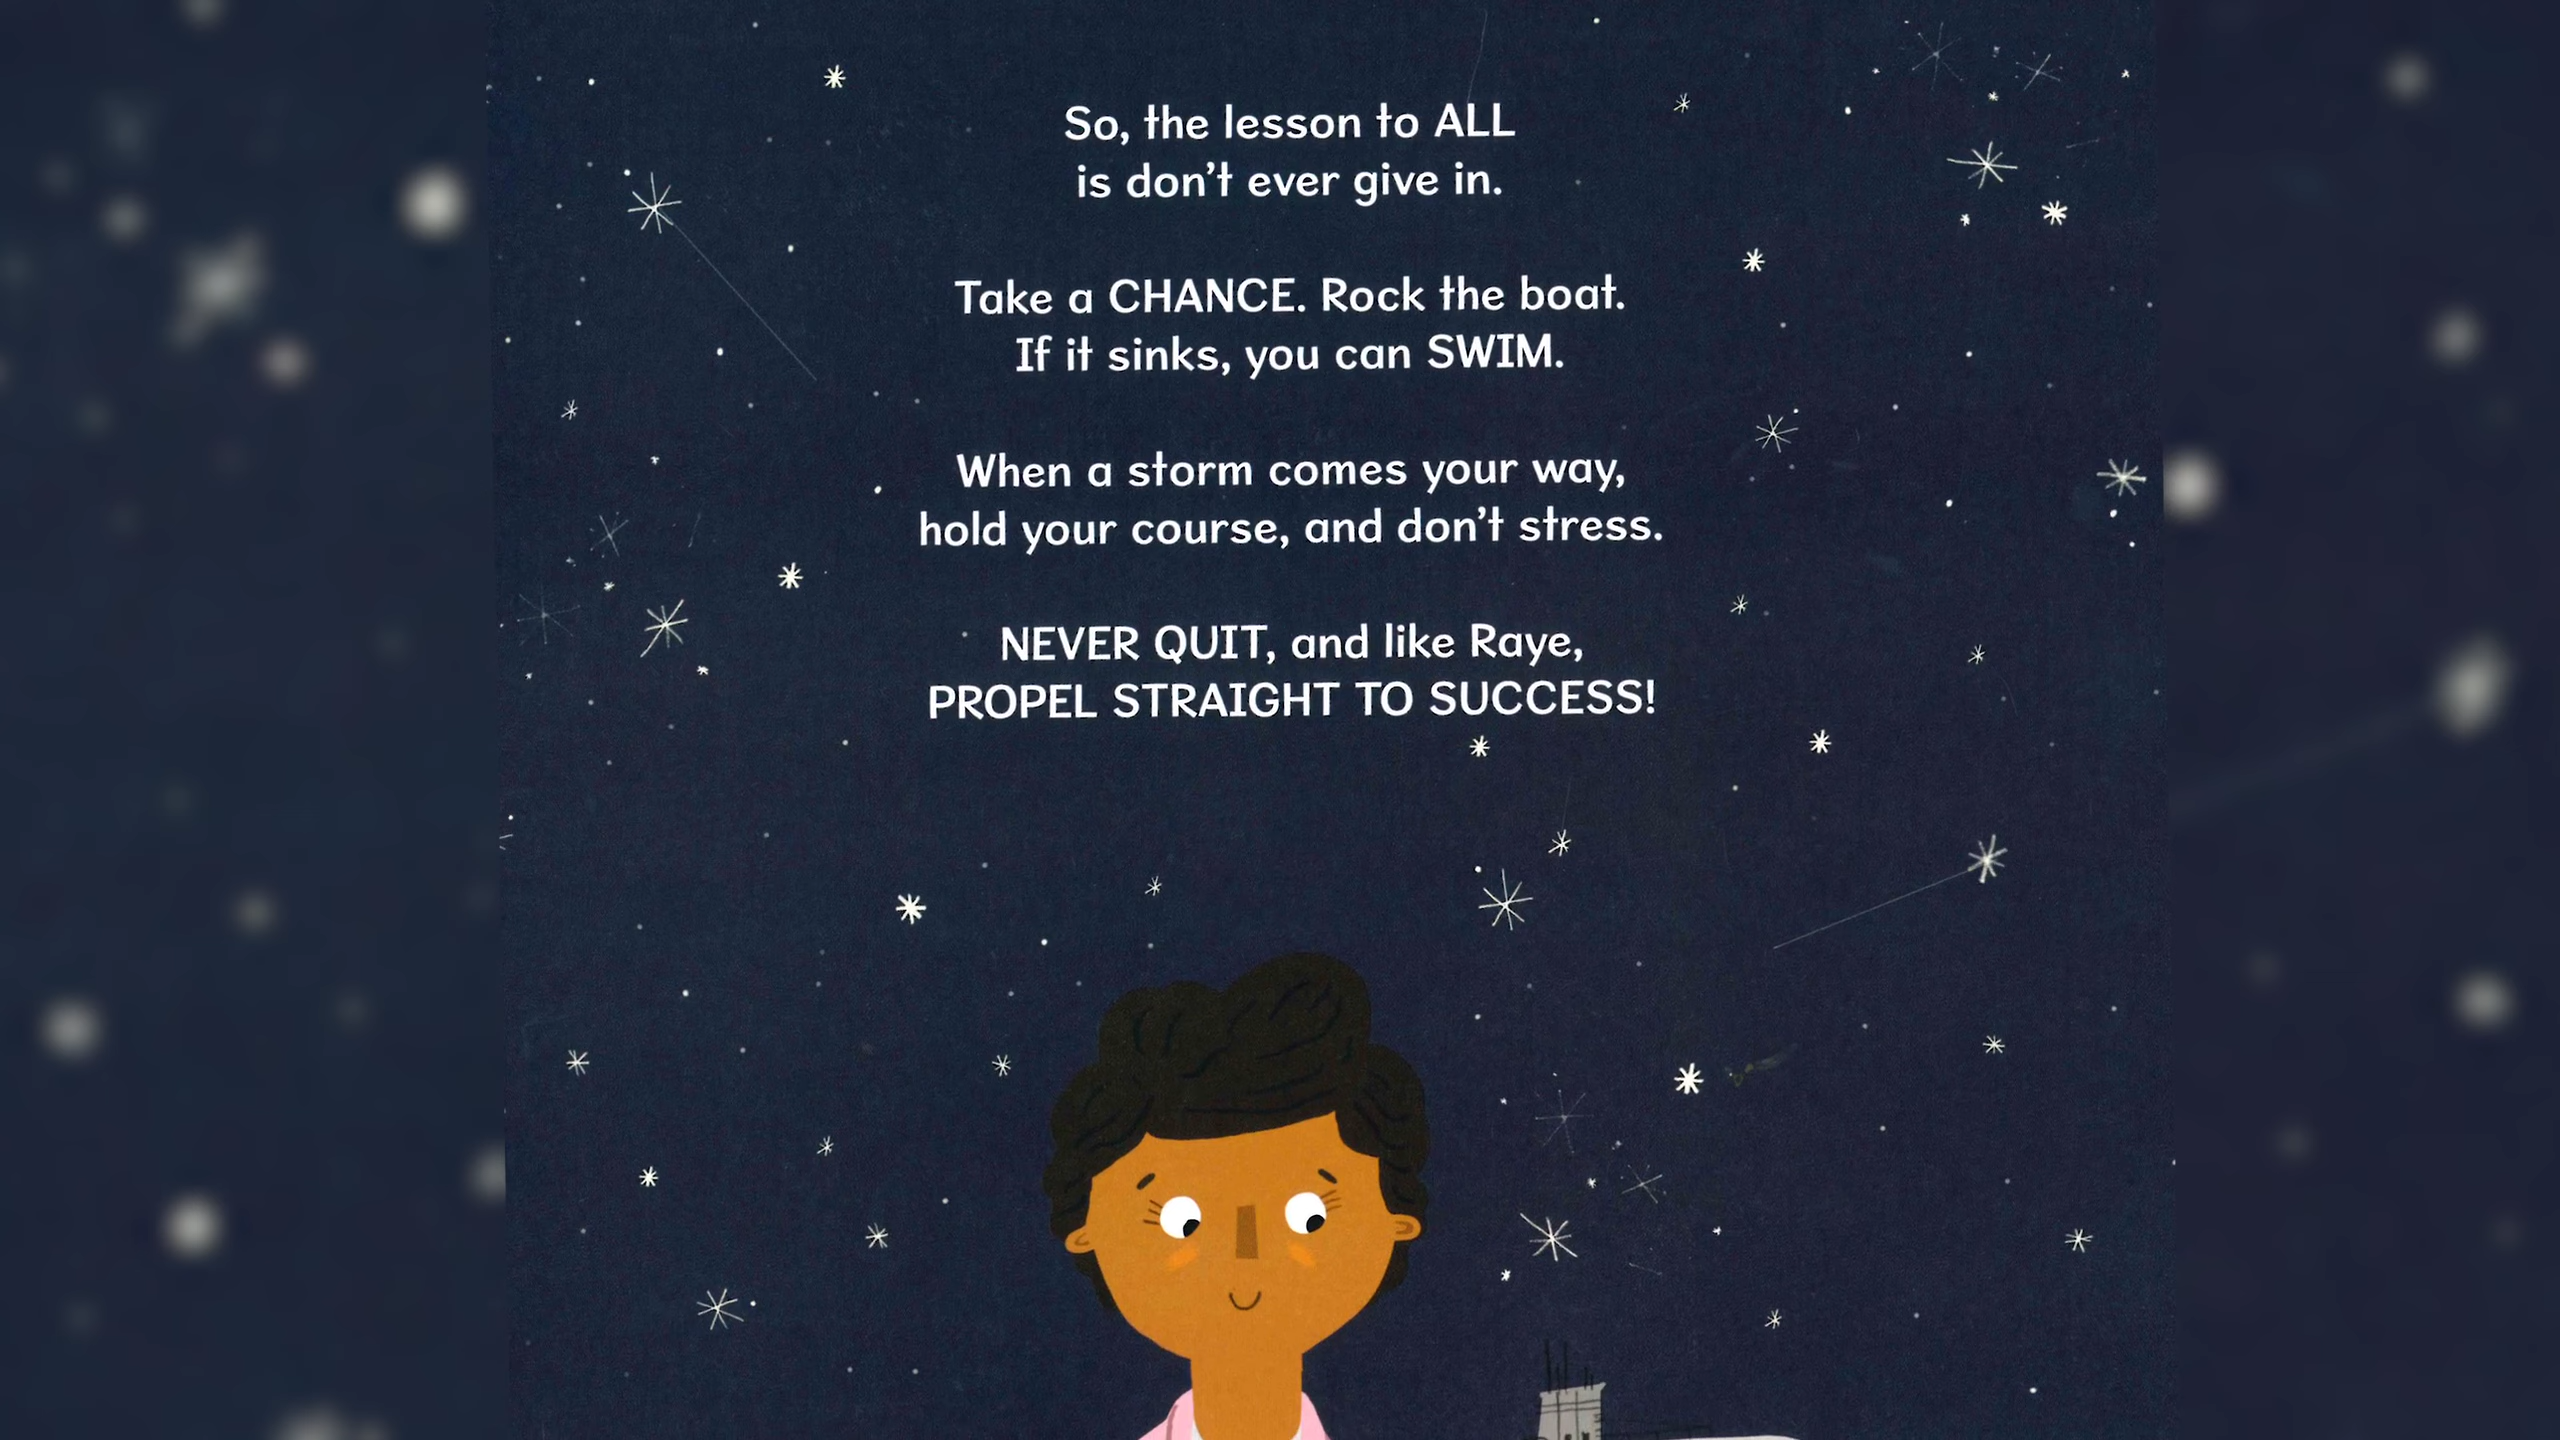 So, the lesson to ALL
is don't ever give in.
Take a CHANCE. Rock the boat.
If it sinks, you can SWIM.
When a storm comes your way,
hold your course, and don't stress.
NEVER QUIT, and like Raye,
PROPEL STRAIGHT TO SUCCESS!